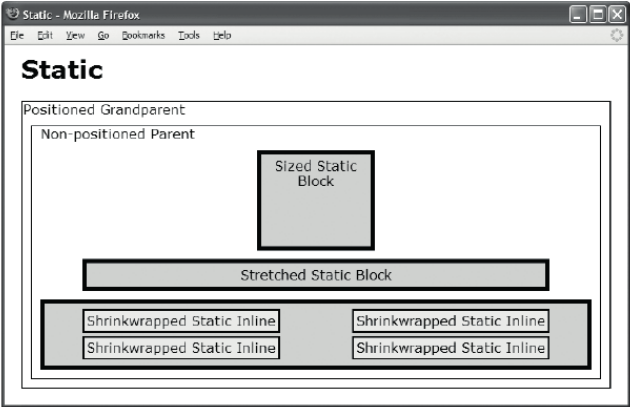 Static - Mozilla Firefox
File Edit View Go Bookmarks Tools Help
Static
Positioned Grandparent
Non-positioned Parent
Sized Static
Block
Stretched Static Block
Shrinkwrapped Static Inline Shrinkwrapped Static Inline
Shrinkwrapped Static Inline Shrinkwrapped Static Inline